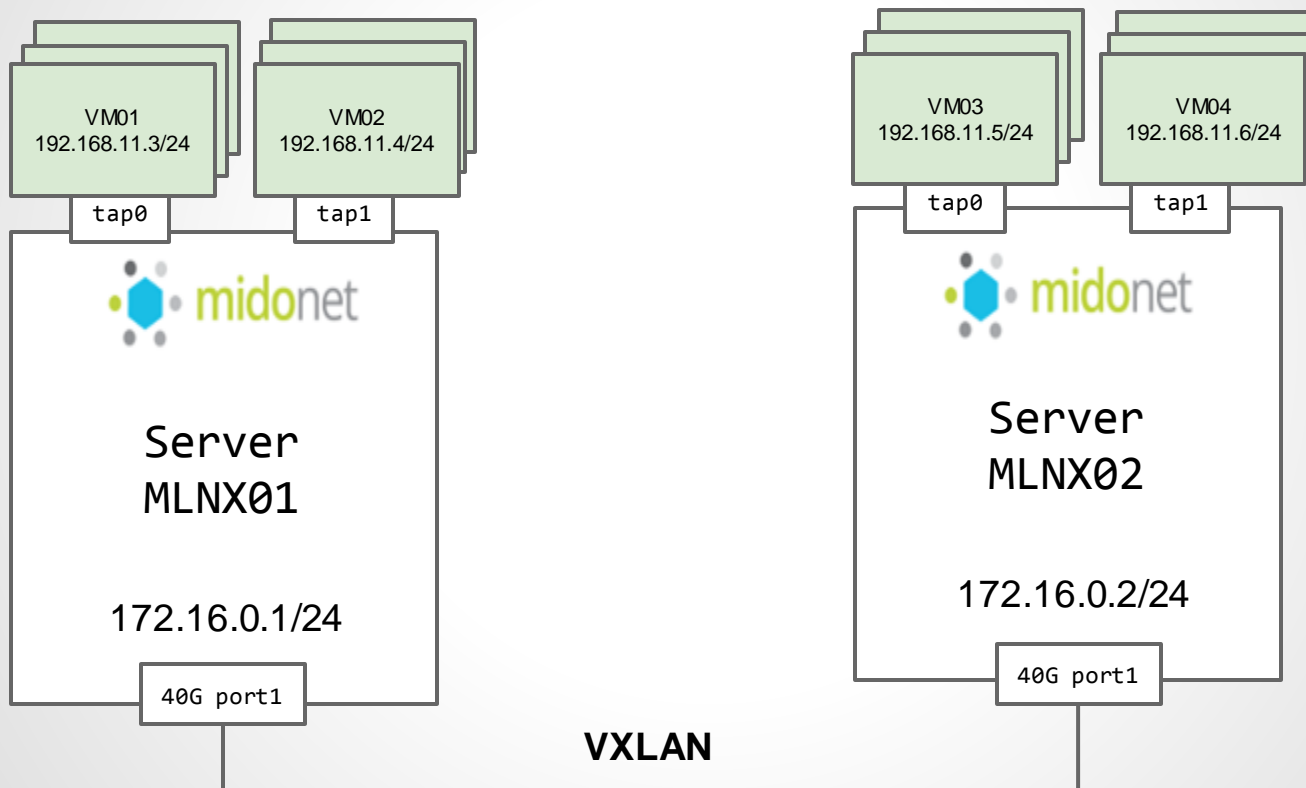 VM01
192.168.11.3/24
VM02
192.168.11.4/24
tap0
tap1
midonet
Server
MLNX01
172.16.0.1/24
40G port1
VM03
192.168.11.5/24
VM04
192.168.11.6/24
tap0
tap1
midonet
Server
MLNX02
172.16.0.2/24
40G port1
VXLAN